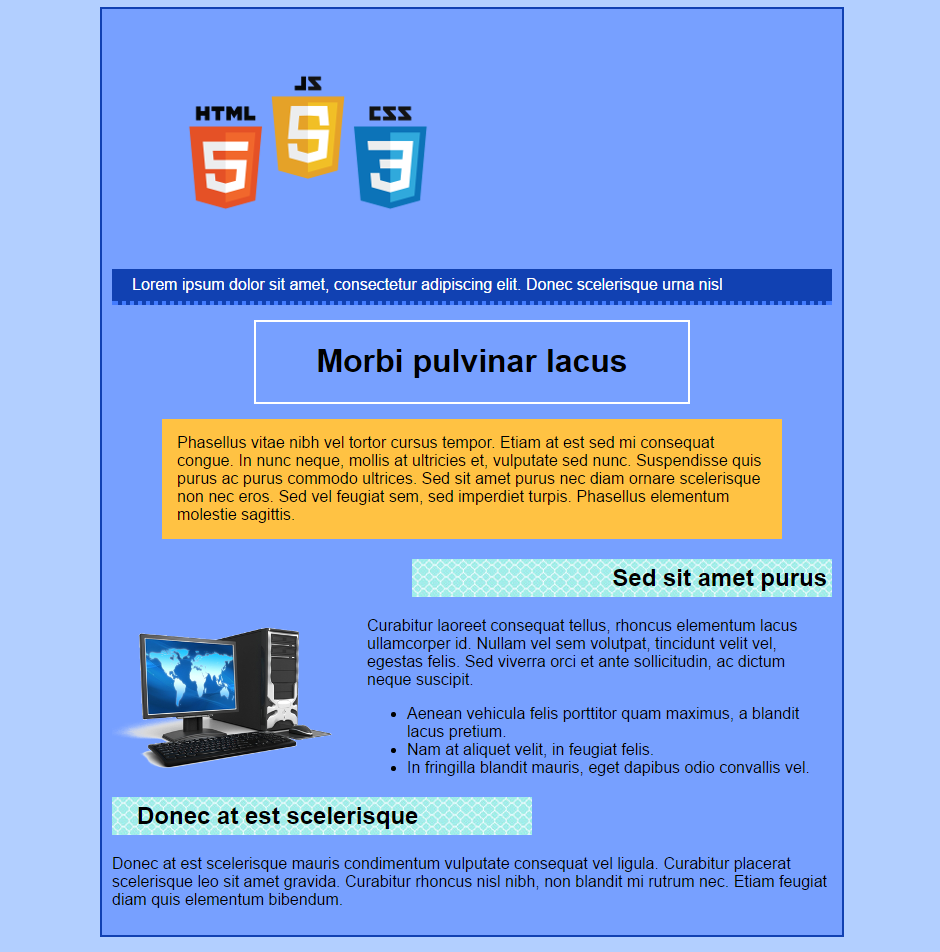 JS
HTML
CSS
5
5
3
Lorem ipsum dolor sit amet, consectetur adipiscing elit. Donec scelerisque urna nisl
Morbi pulvinar lacus
Phasellus vitae nibh vel tortor cursus tempor. Etiam at est sed mi consequat
congue. In nunc neque, mollis at ultricies et, vulputate sed nunc. Suspendisse quis
purus ac purus commodo ultrices. Sed sit amet purus nec diam ornare scelerisque
non nec eros. Sed vel feugiat sem, sed imperdiet turpis. Phasellus elementum
molestie sagittis.
Sed sit amet purus
Curabitur laoreet consequat tellus, rhoncus elementum lacus
ullamcorper id. Nullam vel sem volutpat, tincidunt velit vel,
egestas felis. Sed viverra orci et ante sollicitudin, ac dictum
neque suscipit.
• Aenean vehicula felis porttitor quam maximus, a blandit
lacus pretium.
• Nam at aliquet velit, in feugiat felis.
• In fringilla blandit mauris, eget dapibus odio convallis vel.
Donec at est scelerisque
Donec at est scelerisque mauris condimentum vulputate consequat vel ligula. Curabitur placerat
scelerisque leo sit amet gravida. Curabitur rhoncus nisl nibh, non blandit mi rutrum nec. Etiam feugiat
diam quis elementum bibendum.